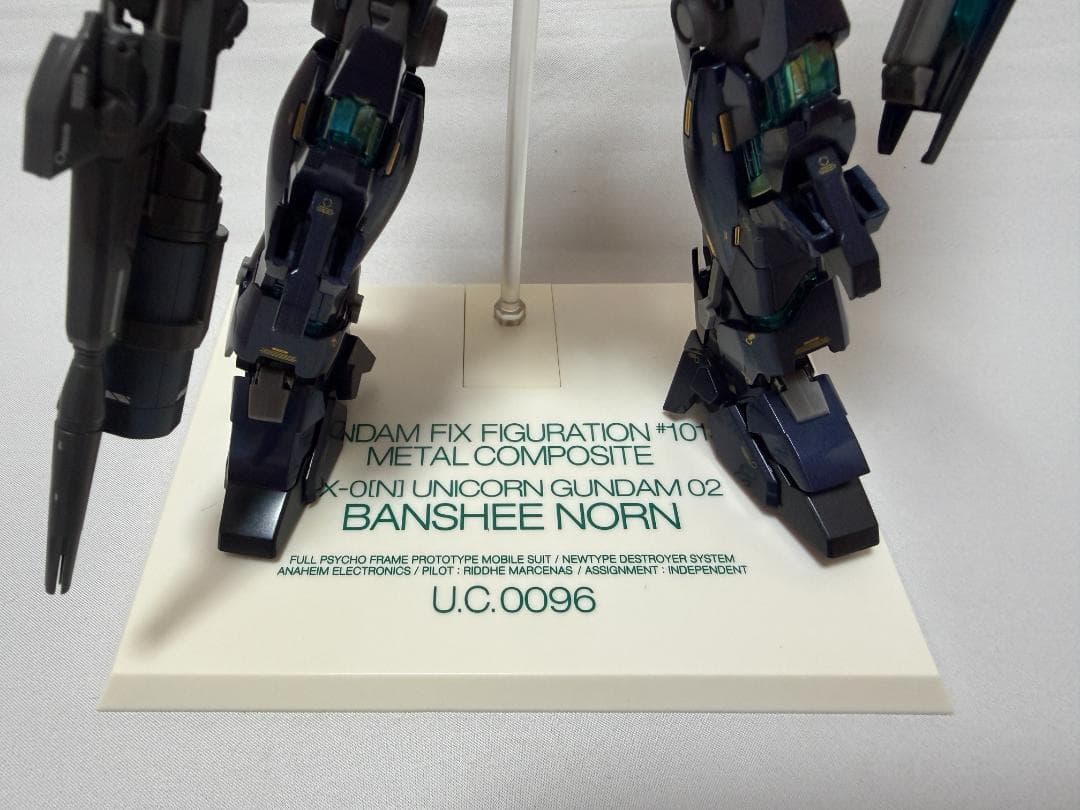 NDAM FIX FIGURATION #101
METAL COMPOSITE
X-0[N] UNICORN GUNDAM 02
BANSHEE NORN
FULL PSYCHO FRAME PROTOTYPE MOBILE SUIT / NEWTYPE DESTROYER SYSTEM
ANAHEIM ELECTRONICS / PILOT : RIDDHE MARCENAS / ASSIGNMENT : INDEPENDENT
U.C.0096